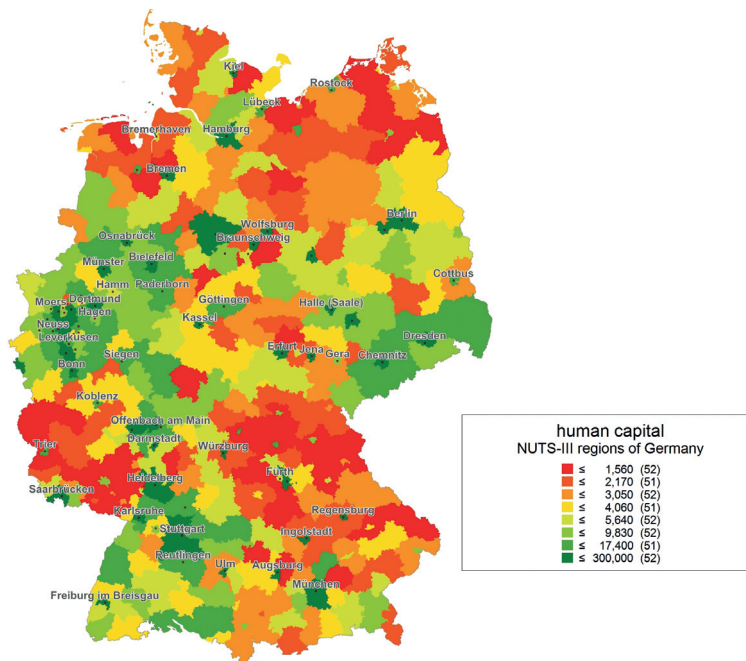 Kiel
Rostock
Lübeck
Bremerhaven
Hamburg
Bremen
Berlin
Wolfsburg
Osnabrück
Braunschweig
Münster
Bielefeld
Cottbus
Hamm
Paderborn
Moers
Dortmund
Göttingen
Halle (Saale)
Hagen
Kassel
Neuss
Leverkusen
Dresden
Erfurt
Jena
Gera
Siegen
Chemnitz
Bonn
Koblenz
Offenbach am Main
Trier
Darmstadt
Würzburg
Fürth
Heidelberg
Saarbrücken
Karlsruhe
Regensburg
Stuttgart
Ingolstadt
Reutlingen
Ulm
Augsburg
München
Freiburg im Breisgau
human capital
NUTS-III regions of Germany
≤ 1,560 (52)
≤ 2,170 (51)
≤ 3,050 (52)
≤ 4,060 (51)
≤ 5,640 (52)
≤ 9,830 (52)
≤ 17,400 (51)
≤ 300,000 (52)